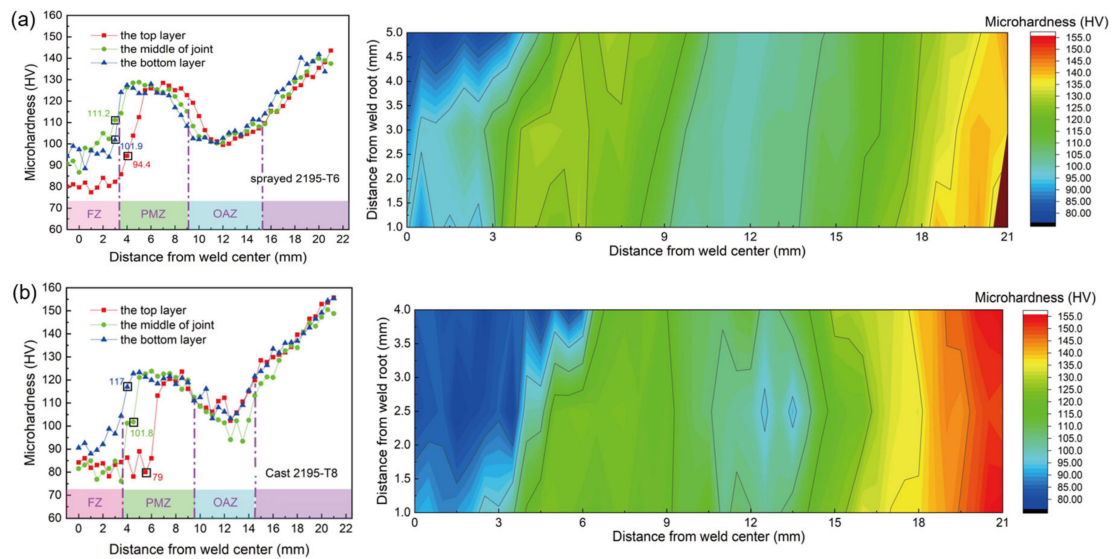 (a)
160
150
140
130
120
110
100
90
80
70
60
Microhardness (HV)
the top layer
the middle of joint
the bottom layer
111.2
101.9
94.4
sprayed 2195-T6
FZ PMZ OAZ
0 2 4 6 8 10 12 14 16 18 20 22
Distance from weld center (mm)
5.0
4.5
4.0
3.5
3.0
2.5
2.0
1.5
1.0
Distance from weld root (mm)
0 3 6 9 12 15 18 21
Distance from weld center (mm)
Microhardness (HV)
155.0
150.0
145.0
140.0
135.0
130.0
125.0
120.0
115.0
110.0
105.0
100.0
95.00
90.00
85.00
80.00
(b)
160
150
140
130
120
110
100
90
80
70
60
Microhardness (HV)
the top layer
the middle of joint
the bottom layer
117
101.8
79
Cast 2195-T8
FZ PMZ OAZ
0 2 4 6 8 10 12 14 16 18 20 22
Distance from weld center (mm)
4.0
3.5
3.0
2.5
2.0
1.5
1.0
Distance from weld root (mm)
0 3 6 9 12 15 18 21
Distance from weld center (mm)
Microhardness (HV)
155.0
150.0
145.0
140.0
135.0
130.0
125.0
120.0
115.0
110.0
105.0
100.0
95.00
90.00
85.00
80.00